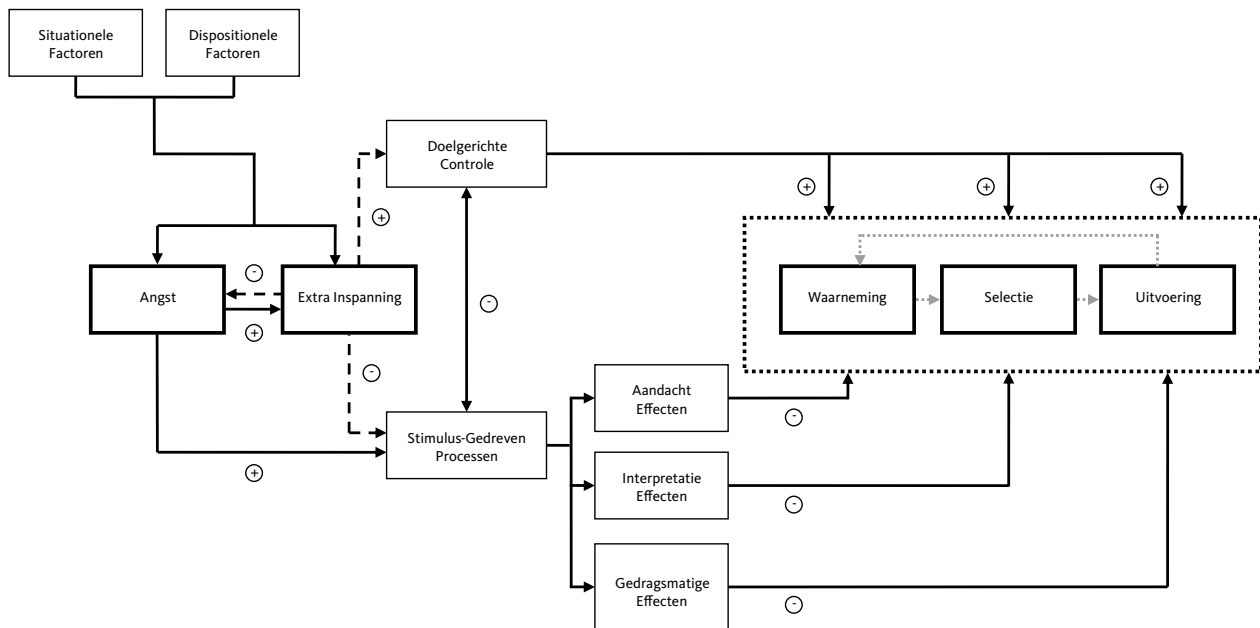 Situationele
Factoren
Dispositionele
Factoren
Doelgerichte
Controle
+
+
+
+
-
Angst
Extra Inspanning
+
-
Waarneming
Selectie
Uitvoering
-
Aandacht
Effecten
-
Stimulus-Gedreven
Processen
+
Interpretatie
Effecten
-
Gedragsmatige
Effecten
-